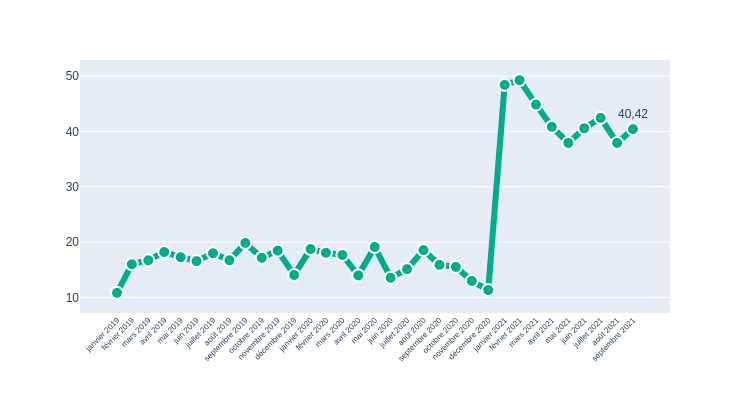 50
40
30
20
10
40,42
janvier 2019
février 2019
mars 2019
avril 2019
mai 2019
juin 2019
juillet 2019
août 2019
septembre 2019
octobre 2019
novembre 2019
décembre 2019
janvier 2020
février 2020
mars 2020
avril 2020
mai 2020
juin 2020
juillet 2020
août 2020
septembre 2020
octobre 2020
novembre 2020
décembre 2020
janvier 2021
février 2021
mars 2021
avril 2021
mai 2021
juin 2021
juillet 2021
août 2021
septembre 2021